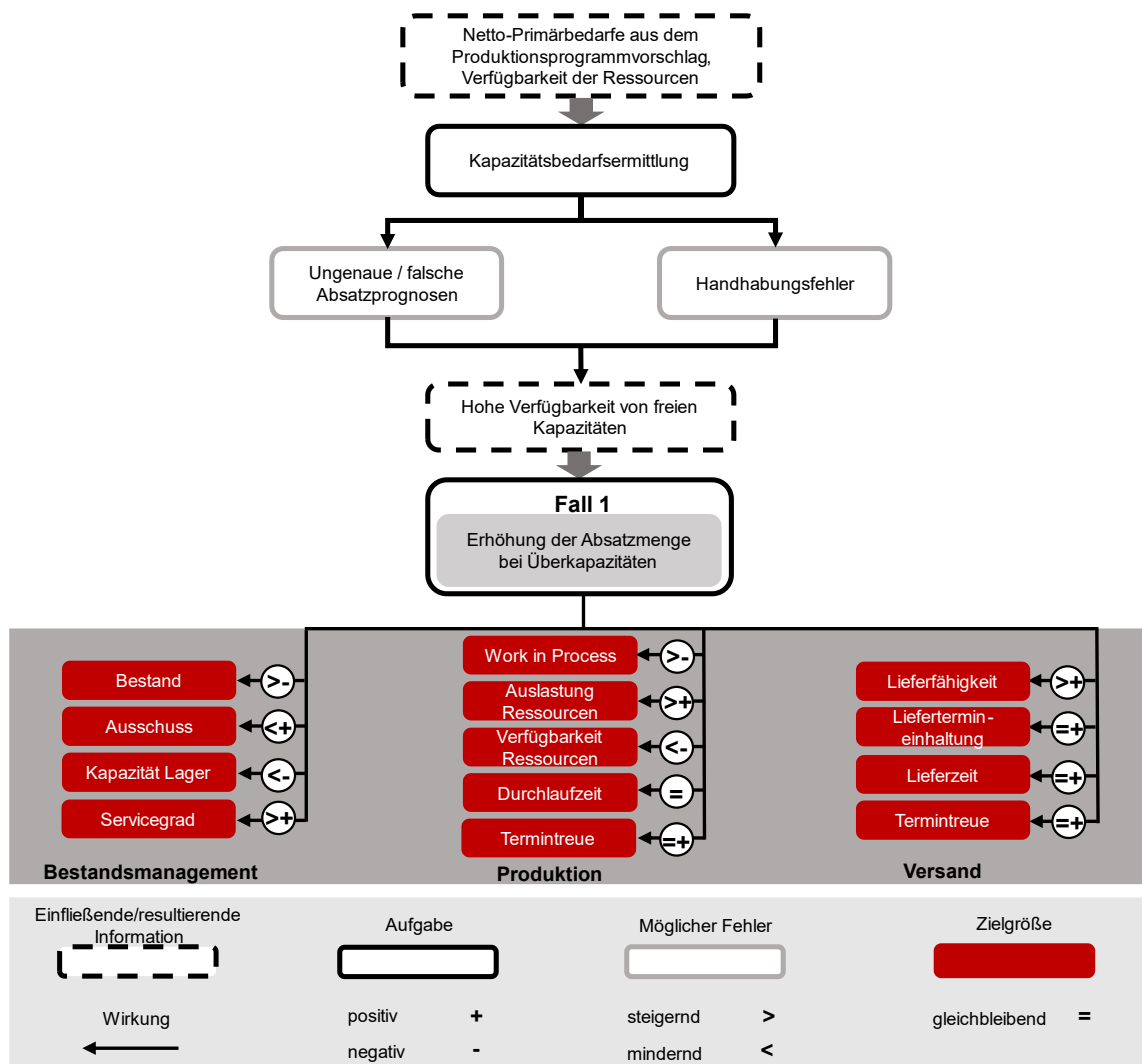 Netto-Primärbedarfe aus dem
Produktionsprogrammvorschlag,
Verfügbarkeit der Ressourcen
Kapazitätsbedarfsermittlung
Ungenaue / falsche
Absatzprognosen
Handhabungsfehler
Hohe Verfügbarkeit von freien
Kapazitäten
Fall 1
Erhöhung der Absatzmenge
bei Überkapazitäten
Bestand
>-
Ausschuss
<+
Kapazität Lager
<-
Servicegrad
>+
Bestandsmanagement
Work in Process
>-
Auslastung
Ressourcen
>+
Verfügbarkeit
Ressourcen
<-
Durchlaufzeit
=
Termintreue
=+
Produktion
Lieferfähigkeit
>+
Liefertermin-
einhaltung
=+
Lieferzeit
=+
Termintreue
=+
Versand
Einfließende/resultierende
Information
Aufgabe
Möglicher Fehler
Zielgröße
Wirkung
positiv +
negativ -
steigernd >
mindernd <
gleichbleibend =